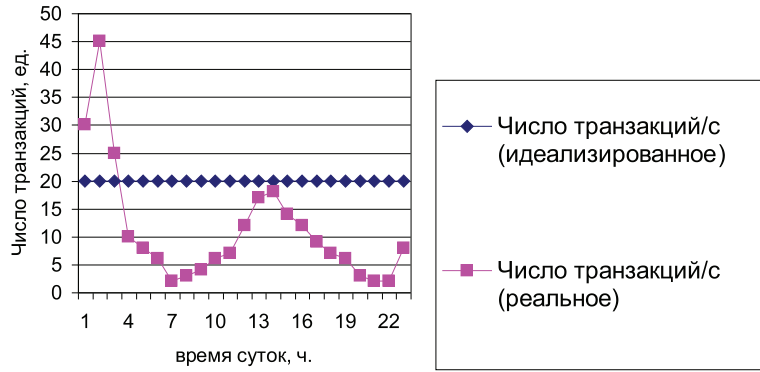 Число транзакций, ед.
50
45
40
35
30
25
20
15
10
5
0
1 4 7 10 13 16 19 22
время суток, ч.
Число транзакций/с
(идеализированное)
Число транзакций/с
(реальное)